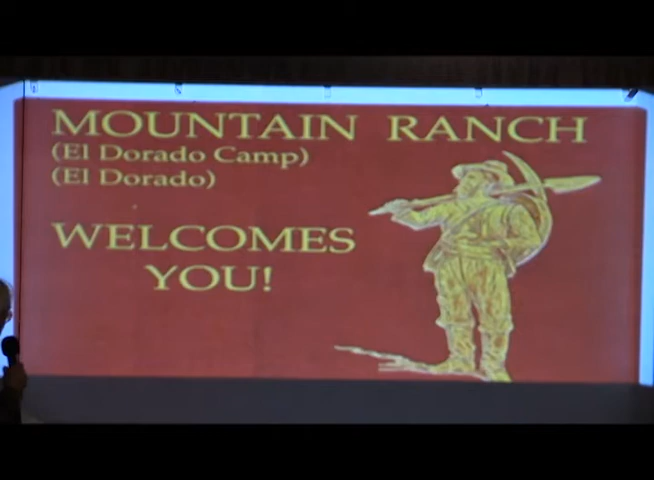 MOUNTAIN RANCH
(El Dorado Camp)
(El Dorado)
WELCOMES
YOU!